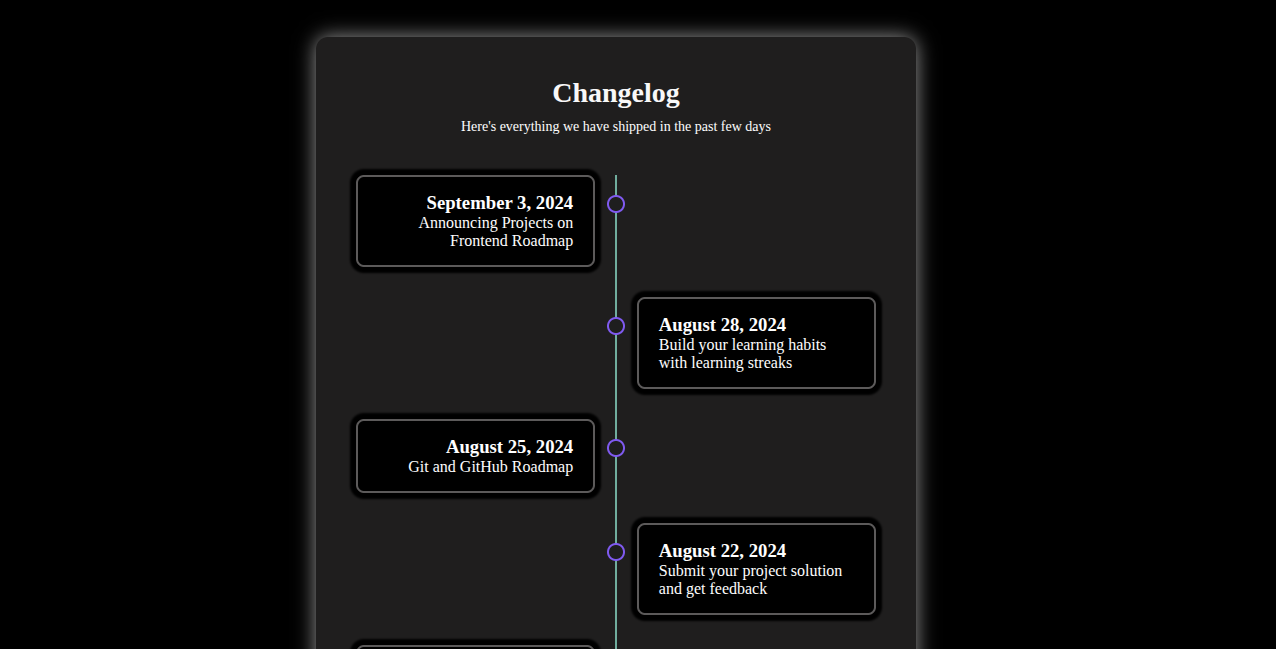 Changelog
Here's everything we have shipped in the past few days
September 3, 2024
Announcing Projects on
Frontend Roadmap
August 28, 2024
Build your learning habits
with learning streaks
August 25, 2024
Git and GitHub Roadmap
August 22, 2024
Submit your project solution
and get feedback